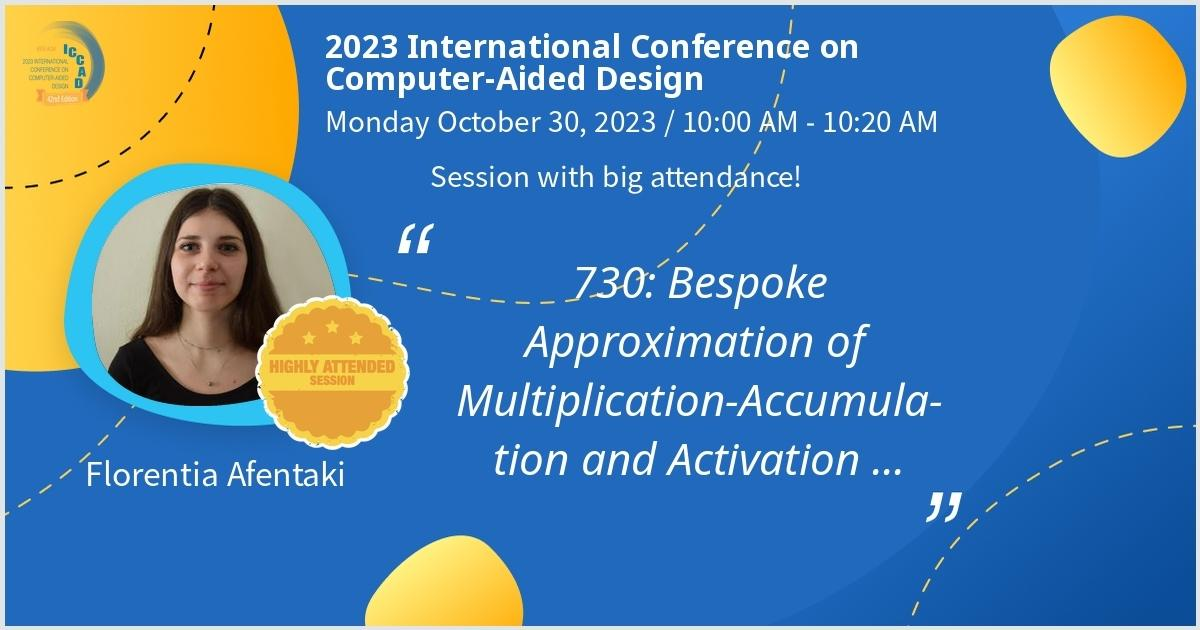 ICCAD
2023 INTERNATIONAL
CONFERENCE ON
COMPUTER-AIDED
DESIGN
42nd Edition
2023 International Conference on
Computer-Aided Design
Monday October 30, 2023 / 10:00 AM - 10:20 AM
Session with big attendance!
“
730: Bespoke
Approximation of
Multiplication-Accumula-
tion and Activation ...
”
HIGHLY ATTENDED
SESSION
Florentia Afentaki